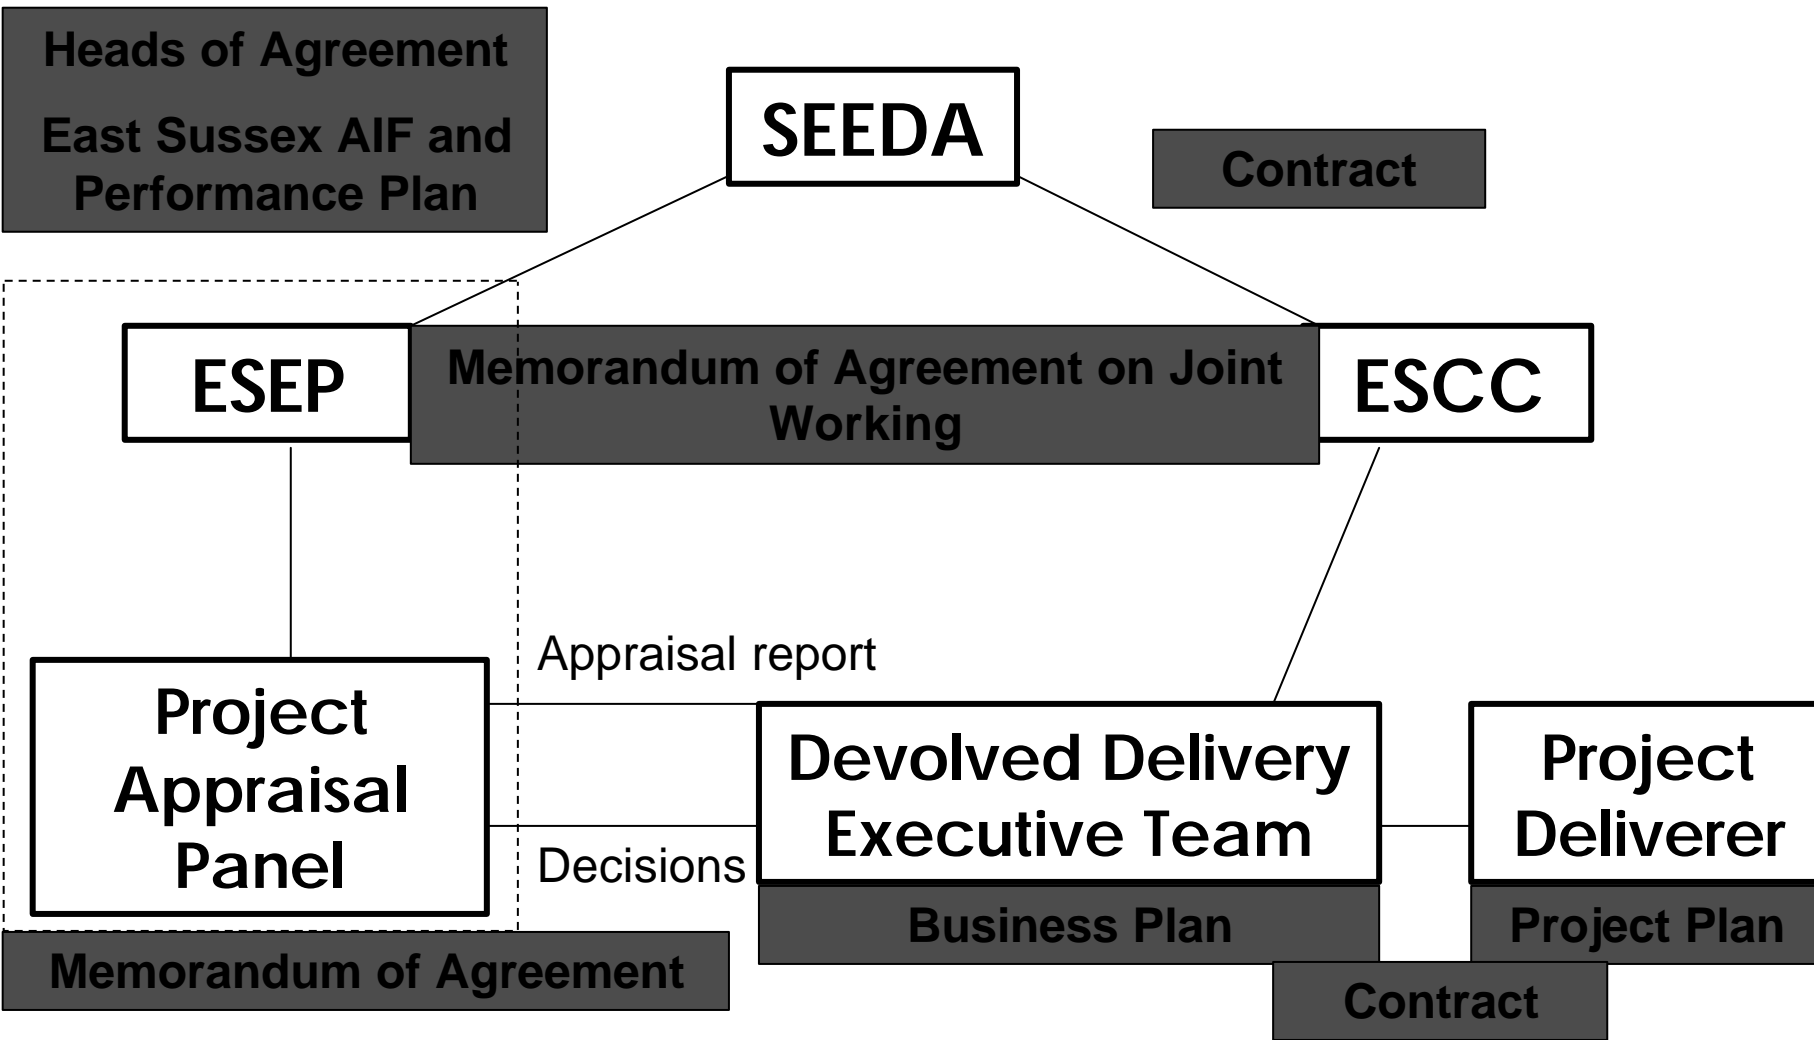 Heads of Agreement
East Sussex AIF and
Performance Plan
SEEDA
Contract
ESEP
Memorandum of Agreement on Joint
Working
ESCC
Appraisal report
Project
Appraisal
Panel
Devolved Delivery
Executive Team
Project
Deliverer
Decisions
Business Plan
Project Plan
Memorandum of Agreement
Contract